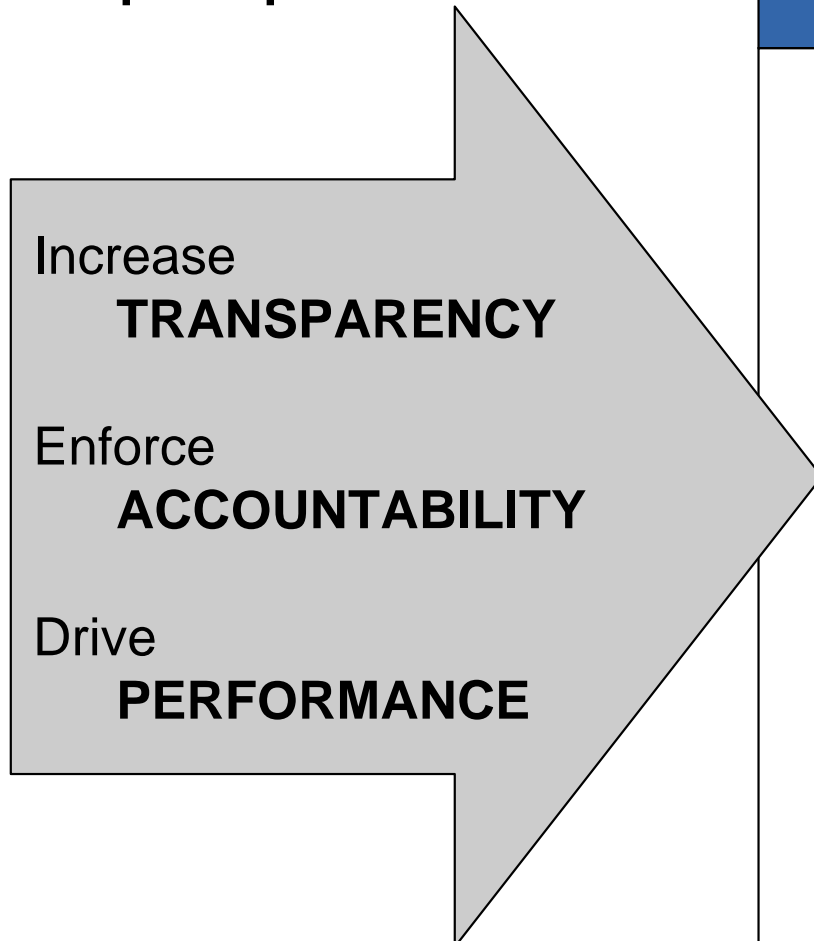 Increase
TRANSPARENCY
Enforce
ACCOUNTABILITY
Drive
PERFORMANCE